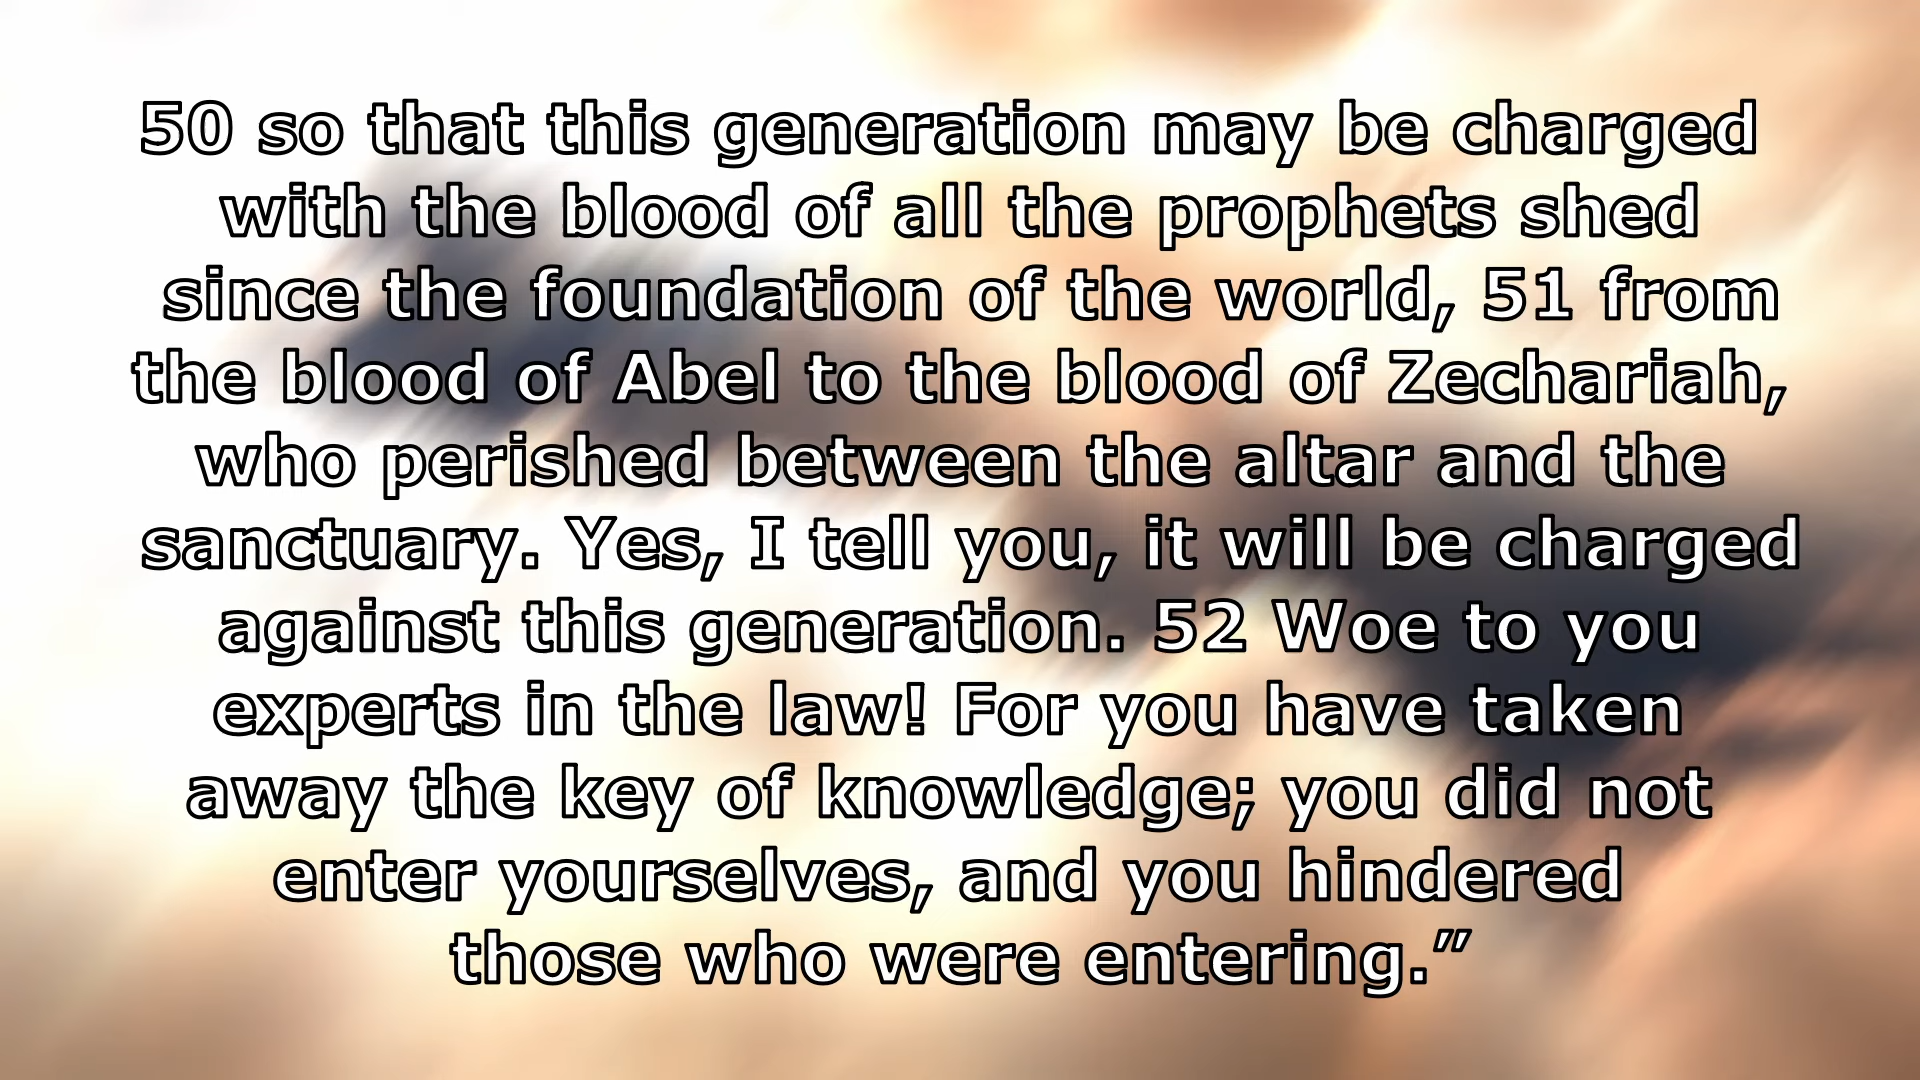 50 so that this generation may be charged
with the blood of all the prophets shed
since the foundation of the world, 51 from
the blood of Abel to the blood of Zechariah,
who perished between the altar and the
sanctuary. Yes, I tell you, it will be charged
against this generation. 52 Woe to you
experts in the law! For you have taken
away the key of knowledge; you did not
enter yourselves, and you hindered
those who were entering.”